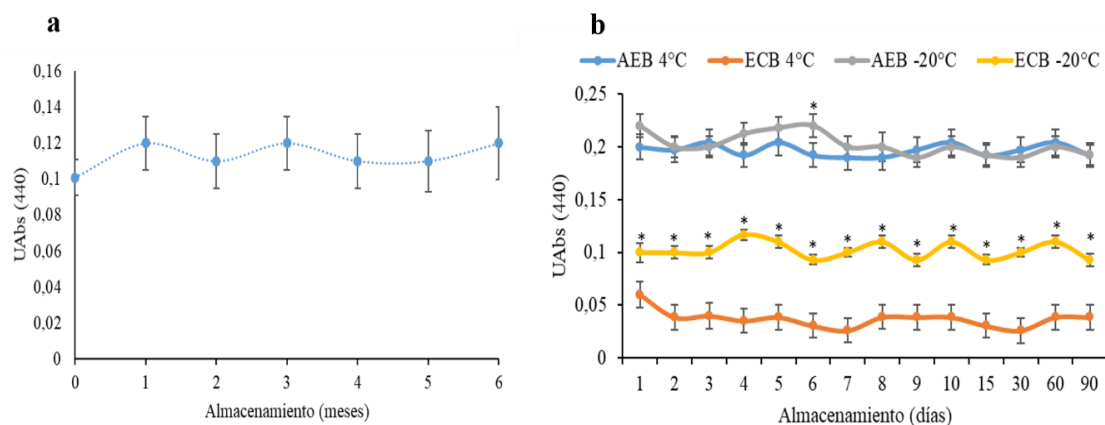 a
0,16
0,14
0,12
0,1
0,08
0,06
0,04
0,02
0
UAbs (440)
0 1 2 3 4 5 6
Almacenamiento (meses)
b
AEB 4°C ECB 4°C AEB -20°C ECB -20°C
0,25
0,2
0,15
0,1
0,05
0
UAbs (440)
*
* * * * * * * * * * * * * *
1 2 3 4 5 6 7 8 9 10 15 30 60 90
Almacenamiento (días)